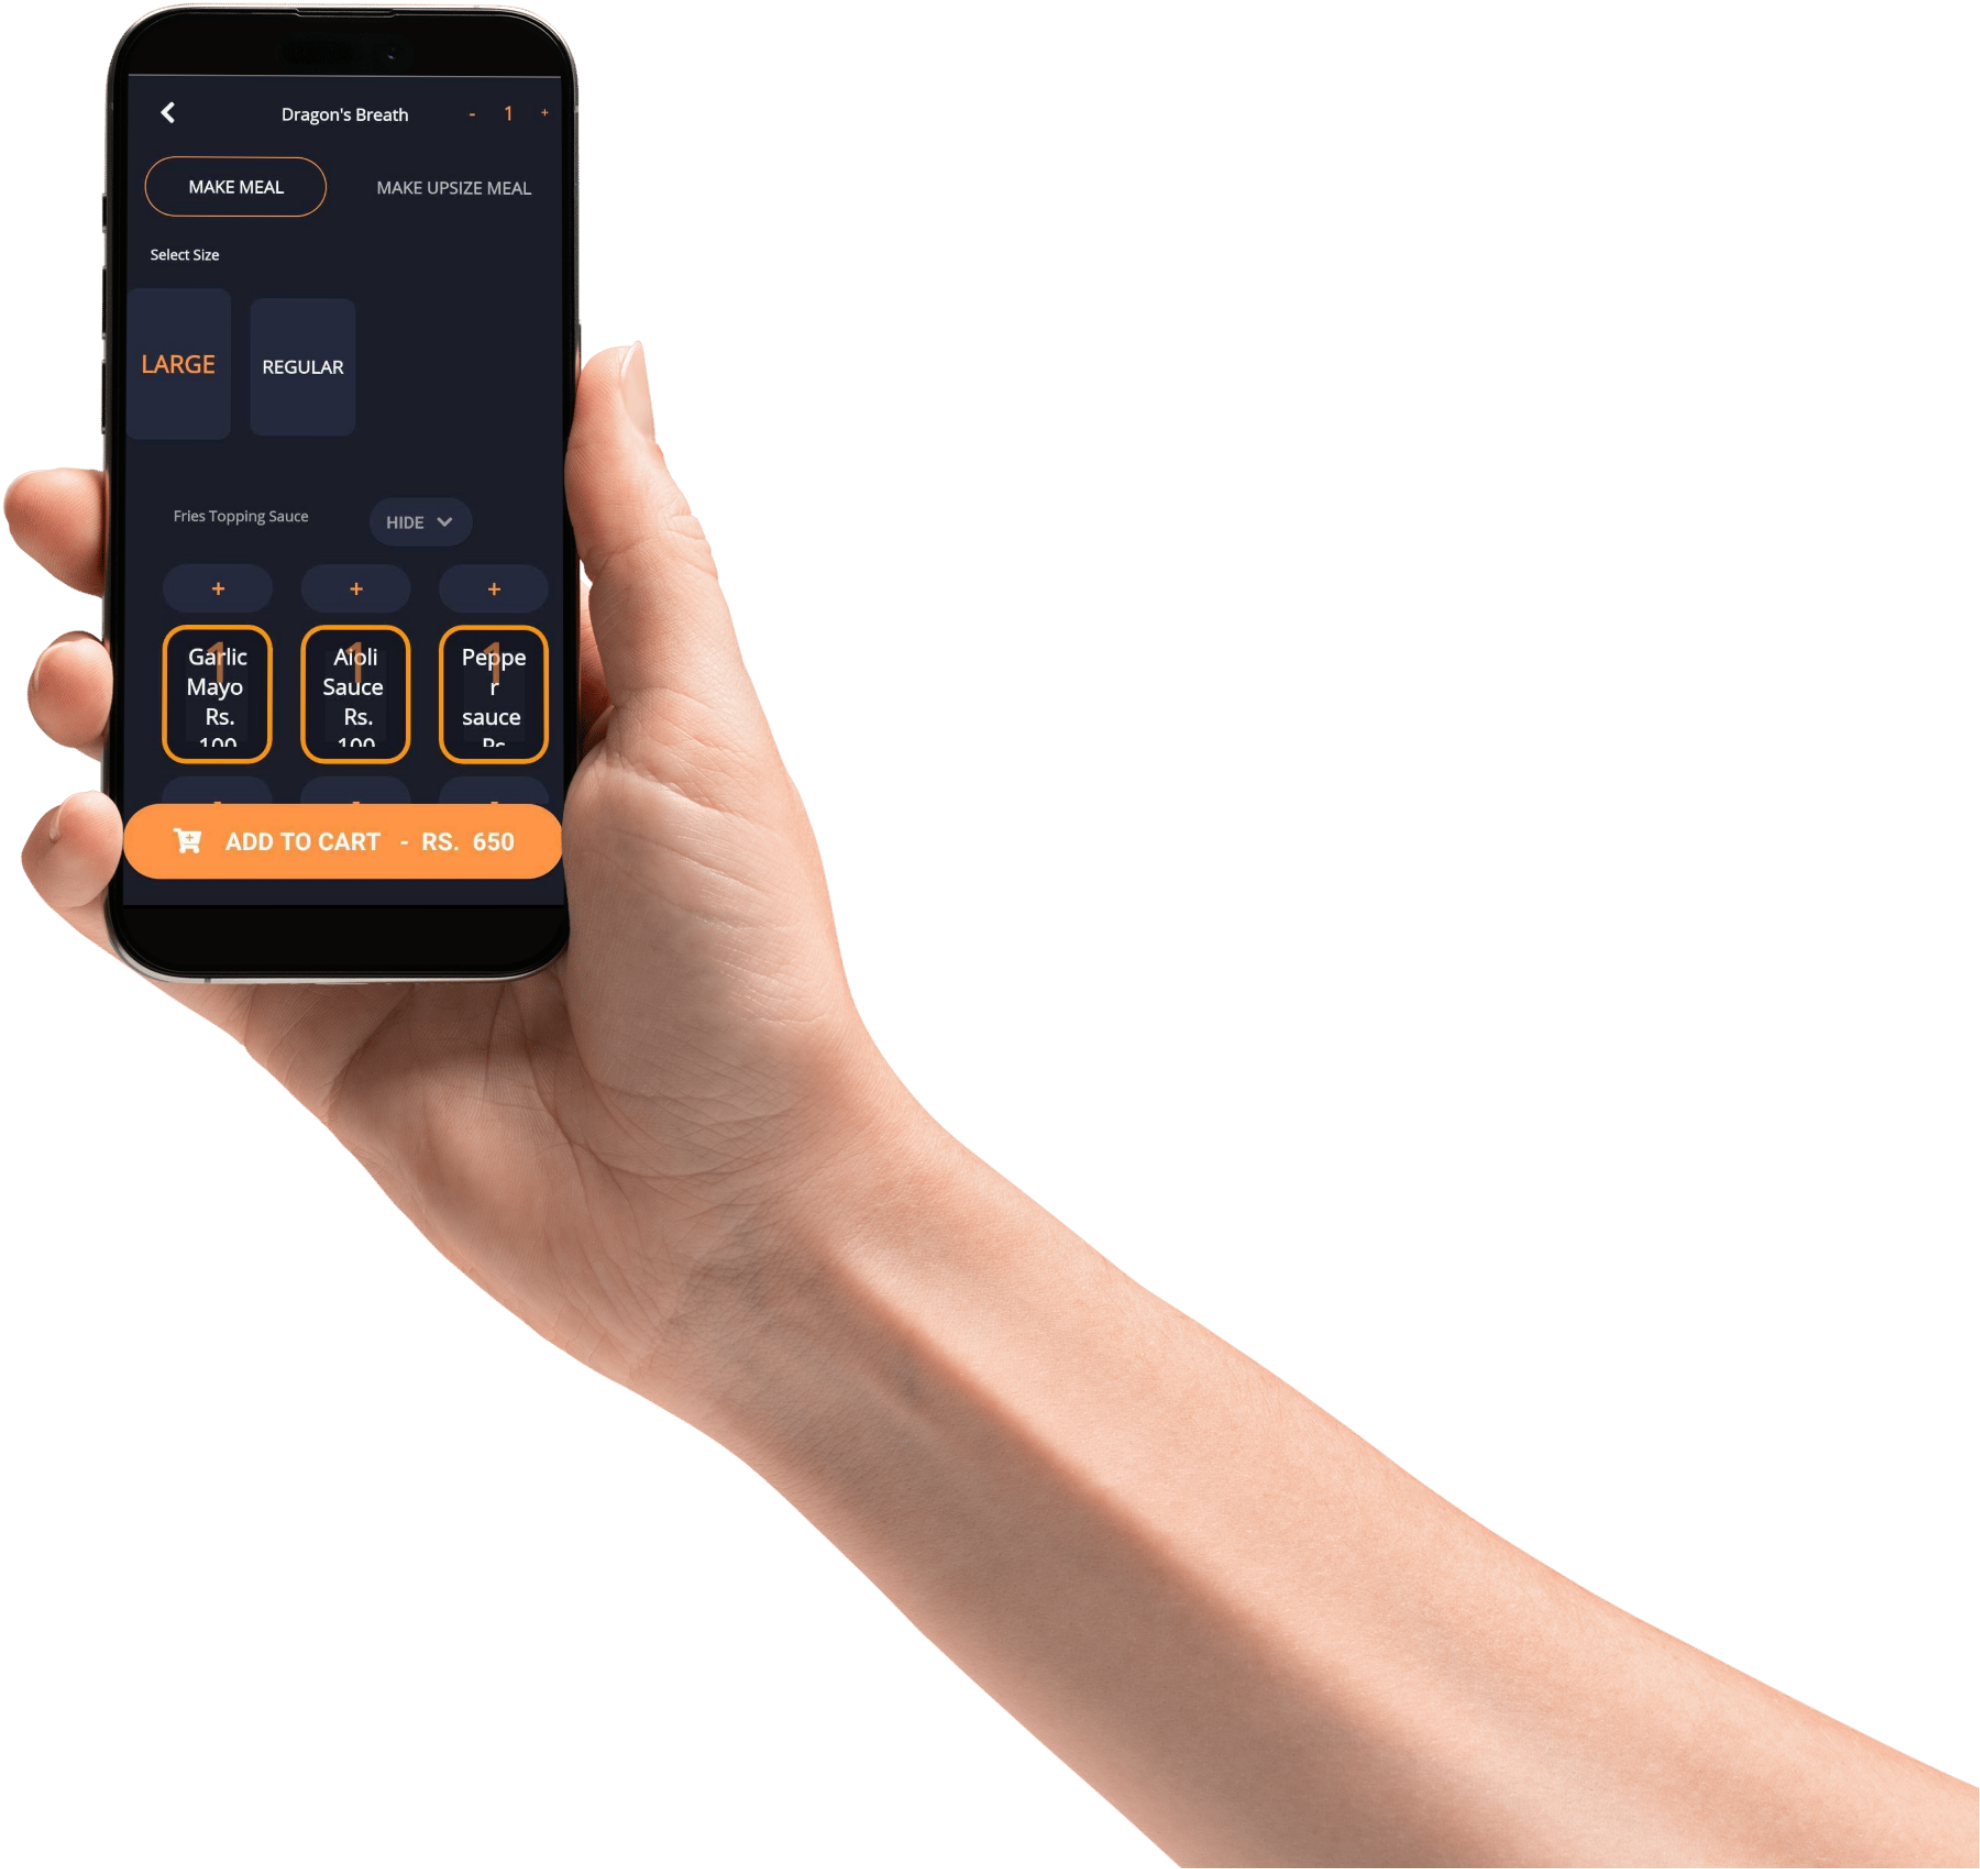 Dragon's Breath - 1 +
MAKE MEAL MAKE UPSIZE MEAL
Select Size
LARGE REGULAR
Fries Topping Sauce HIDE
+ + +
1 1 1
Garlic
Mayo
Rs.
100
Aioli
Sauce
Rs.
100
Peppe
r
sauce
Rs.
- - -
ADD TO CART - RS. 650